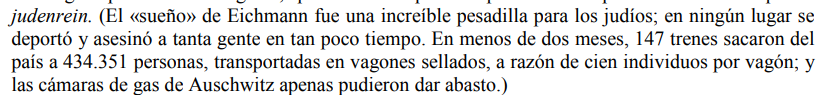 judenrein. (El «sueño» de Eichmann fue una increíble pesadilla para los judíos; en ningún lugar se
deportó y asesinó a tanta gente en tan poco tiempo. En menos de dos meses, 147 trenes sacaron del
país a 434.351 personas, transportadas en vagones sellados, a razón de cien individuos por vagón; y
las cámaras de gas de Auschwitz apenas pudieron dar abasto.)